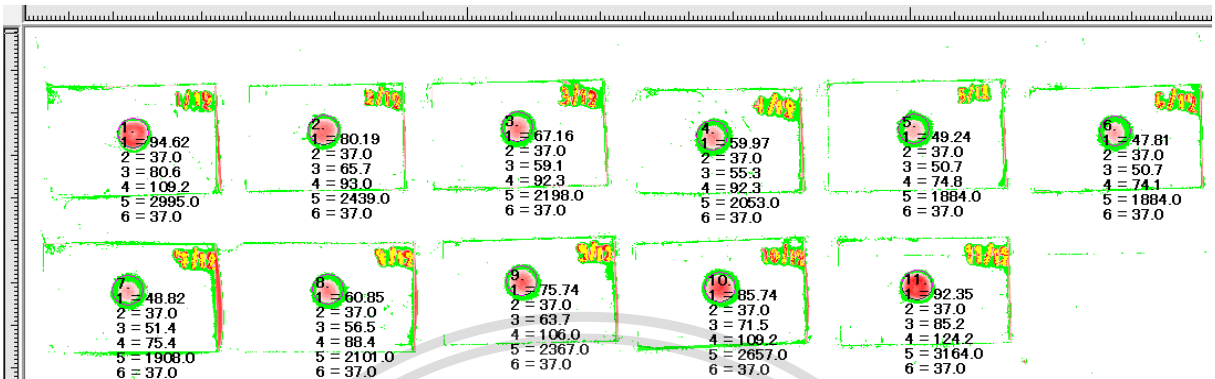 1.
1 = 94.62
2 = 37.0
3 = 80.6
4 = 109.2
5 = 2995.0
6 = 37.0
2.
1 = 80.19
2 = 37.0
3 = 65.7
4 = 93.0
5 = 2439.0
6 = 37.0
3.
1 = 67.16
2 = 37.0
3 = 59.1
4 = 92.3
5 = 2198.0
6 = 37.0
4.
1 = 59.97
2 = 37.0
3 = 55.3
4 = 92.3
5 = 2053.0
6 = 37.0
5.
1 = 49.24
2 = 37.0
3 = 50.7
4 = 74.8
5 = 1884.0
6 = 37.0
6.
1 = 47.81
2 = 37.0
3 = 50.7
4 = 74.1
5 = 1884.0
6 = 37.0
7.
1 = 48.82
2 = 37.0
3 = 51.4
4 = 75.4
5 = 1908.0
6 = 37.0
8.
1 = 60.85
2 = 37.0
3 = 56.5
4 = 88.4
5 = 2101.0
6 = 37.0
9.
1 = 75.74
2 = 37.0
3 = 63.7
4 = 106.0
5 = 2367.0
6 = 37.0
10.
1 = 85.74
2 = 37.0
3 = 71.5
4 = 109.2
5 = 2657.0
6 = 37.0
11.
1 = 92.35
2 = 37.0
3 = 85.2
4 = 124.2
5 = 3164.0
6 = 37.0